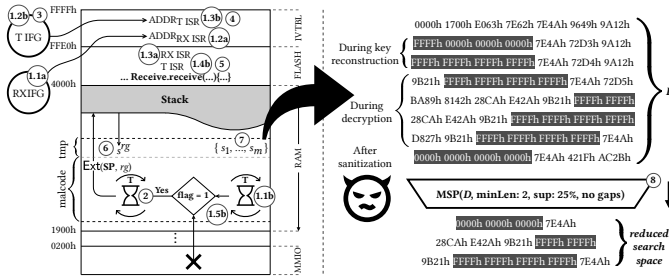 1.2b
3
FFFFh
T IFG
ADDR T ISR
1.3b
4
ADDR RX ISR
1.2a
IVTBL
FFE0h
1.1a
RXIFG
1.3a
RX ISR
T ISR
1.4b
5
... Receive.receive(...){...}
FLASH
4000h
Stack
6
s rg
7
{ s1, ..., sm }
tmp
RAM
Ext(SP, rg)
malcode
2
Yes
flag = 1
1.1b
1.5b
1900h
0200h
MMIO
0000h 1700h E063h 7E62h 7E4Ah 9649h 9A12h
During key
reconstruction
FFFFh 0000h 0000h 0000h 7E4Ah 72D3h 9A12h
FFFFh FFFFh FFFFh FFFFh 7E4Ah 72D4h 9A12h
During
decryption
9B21h FFFFh FFFFh FFFFh FFFFh 7E4Ah 72D5h
BA89h 8142h 28CAh E42Ah 9B21h FFFFh FFFFh
28CAh E42Ah 9B21h FFFFh FFFFh FFFFh FFFFh
D827h 9B21h FFFFh FFFFh FFFFh FFFFh 7E4Ah
After
sanitization
0000h 0000h 0000h 0000h 7E4Ah 421Fh AC2Bh
8
MSP(D, minLen: 2, sup: 25%, no gaps)
0000h 0000h 0000h 7E4Ah
28CAh E42Ah 9B21h FFFFh FFFFh
9B21h FFFFh FFFFh FFFFh FFFFh 7E4Ah
reduced
search
space